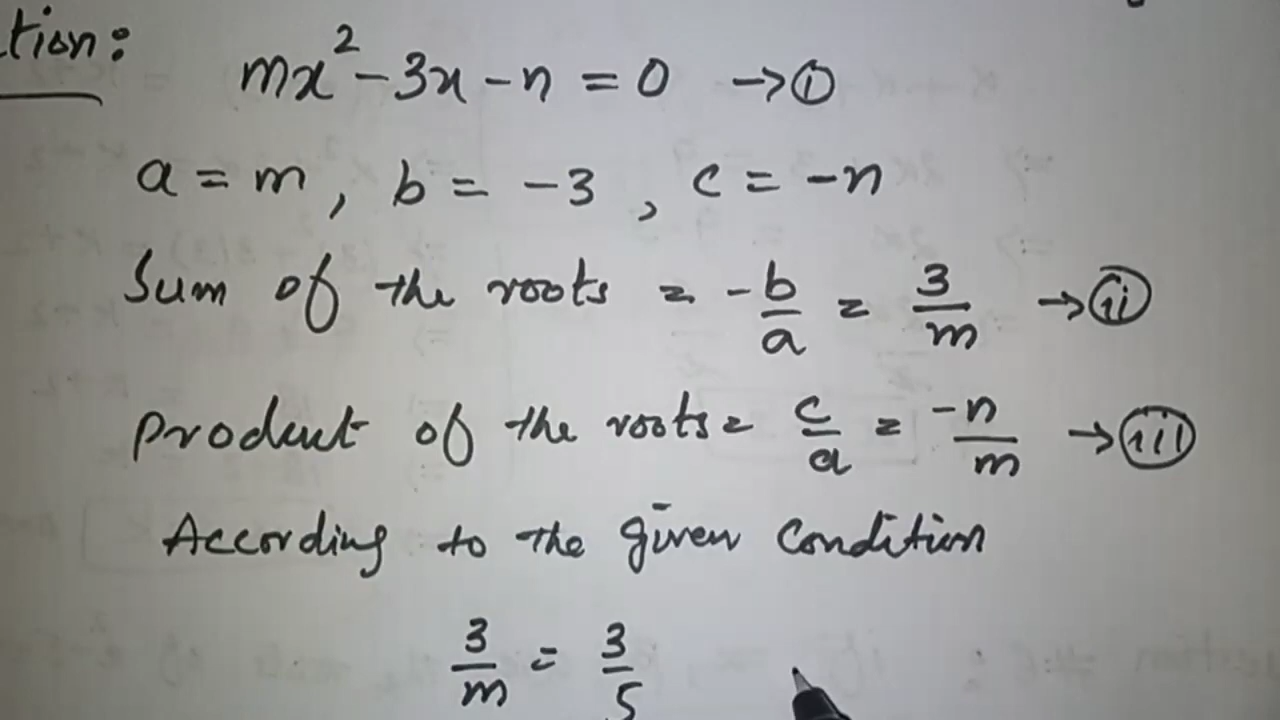 tion:
mx² - 3x - n = 0 → (i)
a = m, b = -3, c = -n
Sum of the roots = -b/a = 3/m → (ii)
product of the roots = c/a = -n/m → (iii)
According to the given condition
3/m = 3/5